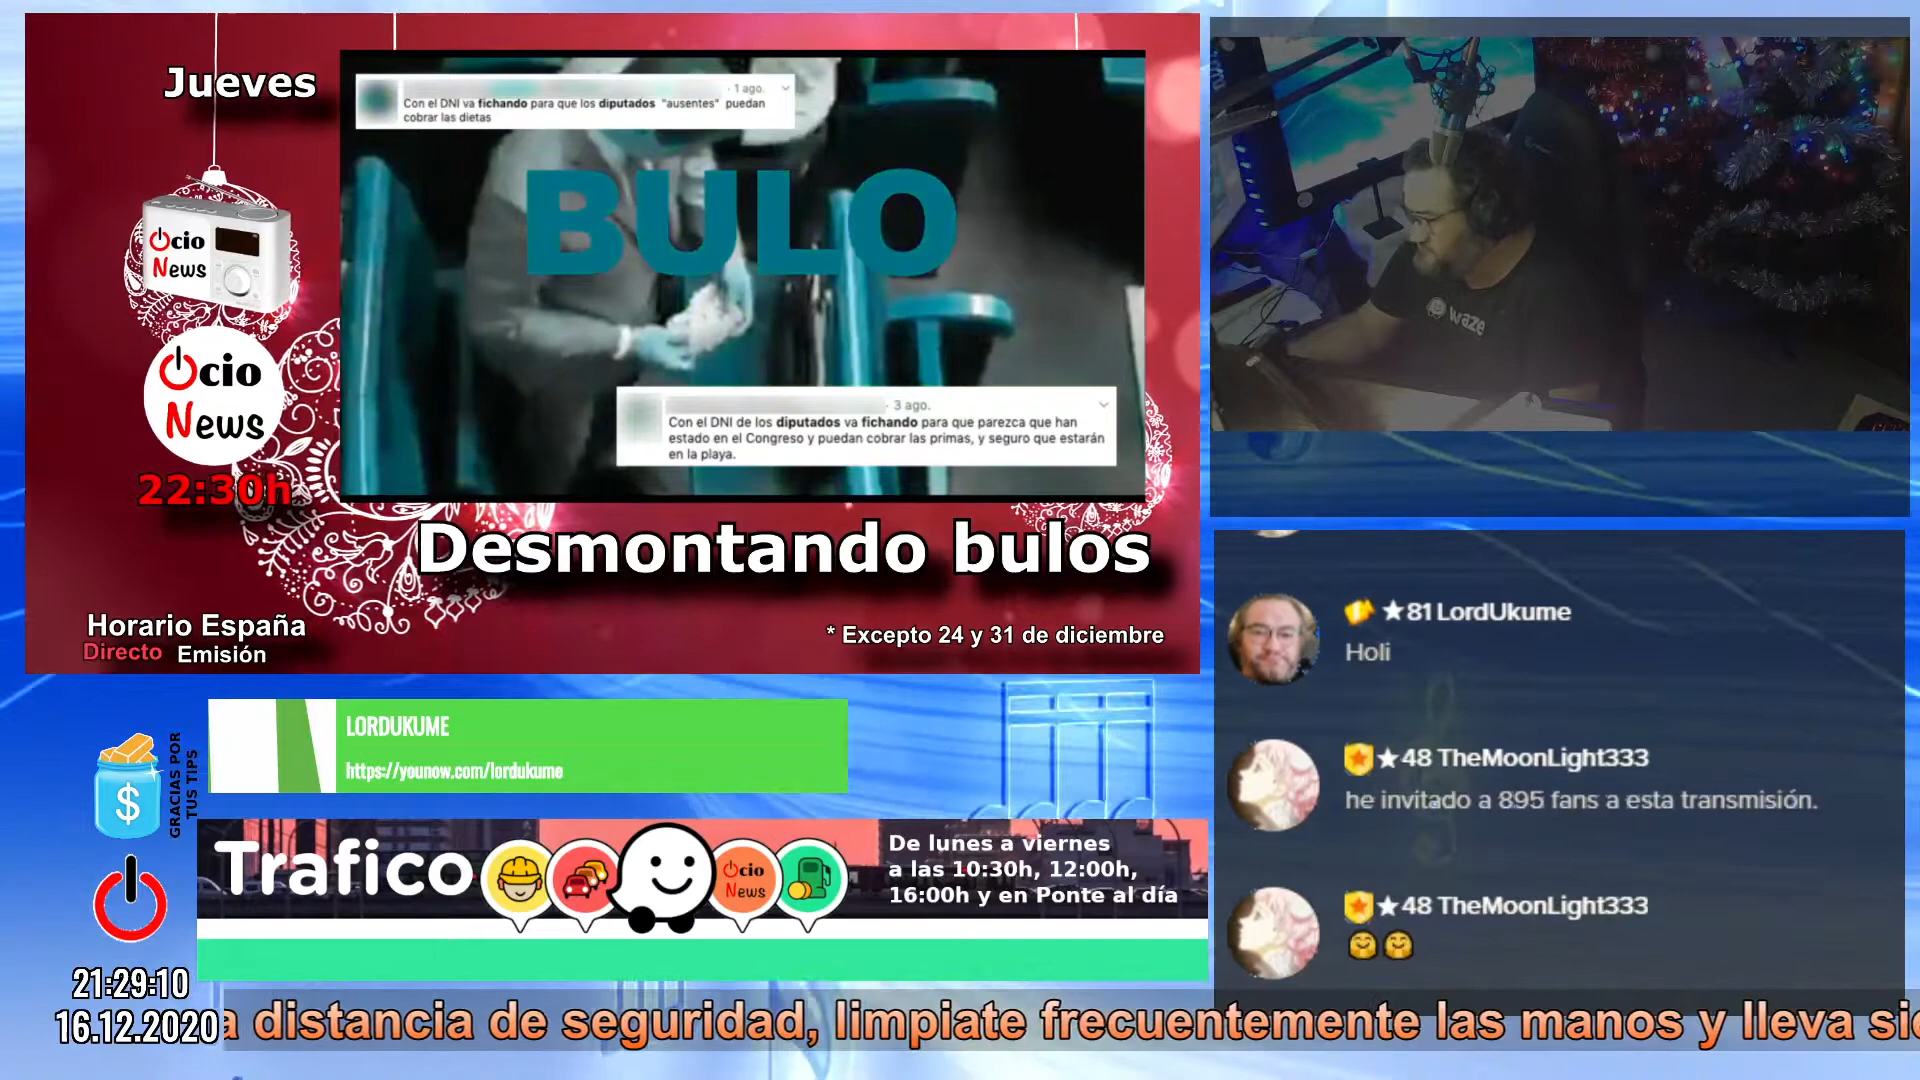 Jueves
· 1 ago.
Con el DNI va fichando para que los diputados "ausentes" puedan
cobrar las dietas
BULO
Ocio
News
Ocio
News
22:30h
· 3 ago.
Con el DNI de los diputados va fichando para que parezca que han
estado en el Congreso y puedan cobrar las primas, y seguro que estarán
en la playa.
Desmontando bulos
Horario España
Directo Emisión
* Excepto 24 y 31 de diciembre
waze
★81 LordUkume
Holi
★48 TheMoonLight333
he invitado a 895 fans a esta transmisión.
★48 TheMoonLight333
LORDUKUME
https://younow.com/lordukume
$
GRACIAS POR
TUS TIPS
Trafico
Ocio
News
De lunes a viernes
a las 10:30h, 12:00h,
16:00h y en Ponte al día
21:29:10
16.12.2020
a distancia de seguridad, limpiate frecuentemente las manos y lleva sie